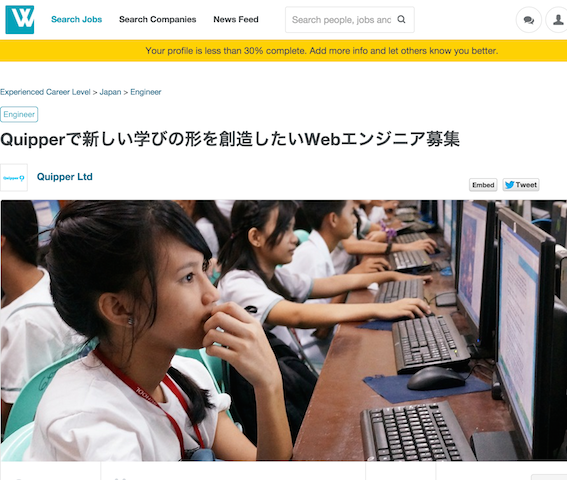 W
Search Jobs Search Companies News Feed Search people, jobs and
Your profile is less than 30% complete. Add more info and let others know you better.
Experienced Career Level > Japan > Engineer
Engineer
Quipperで新しい学びの形を創造したいWebエンジニア募集
Quipper
Quipper Ltd
Embed Tweet